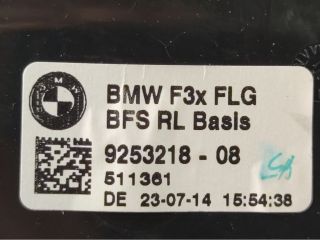 BMW F3x FLG
BFS RL Basis
9253218 - 08
511361
DE 23-07-14 15:54:38